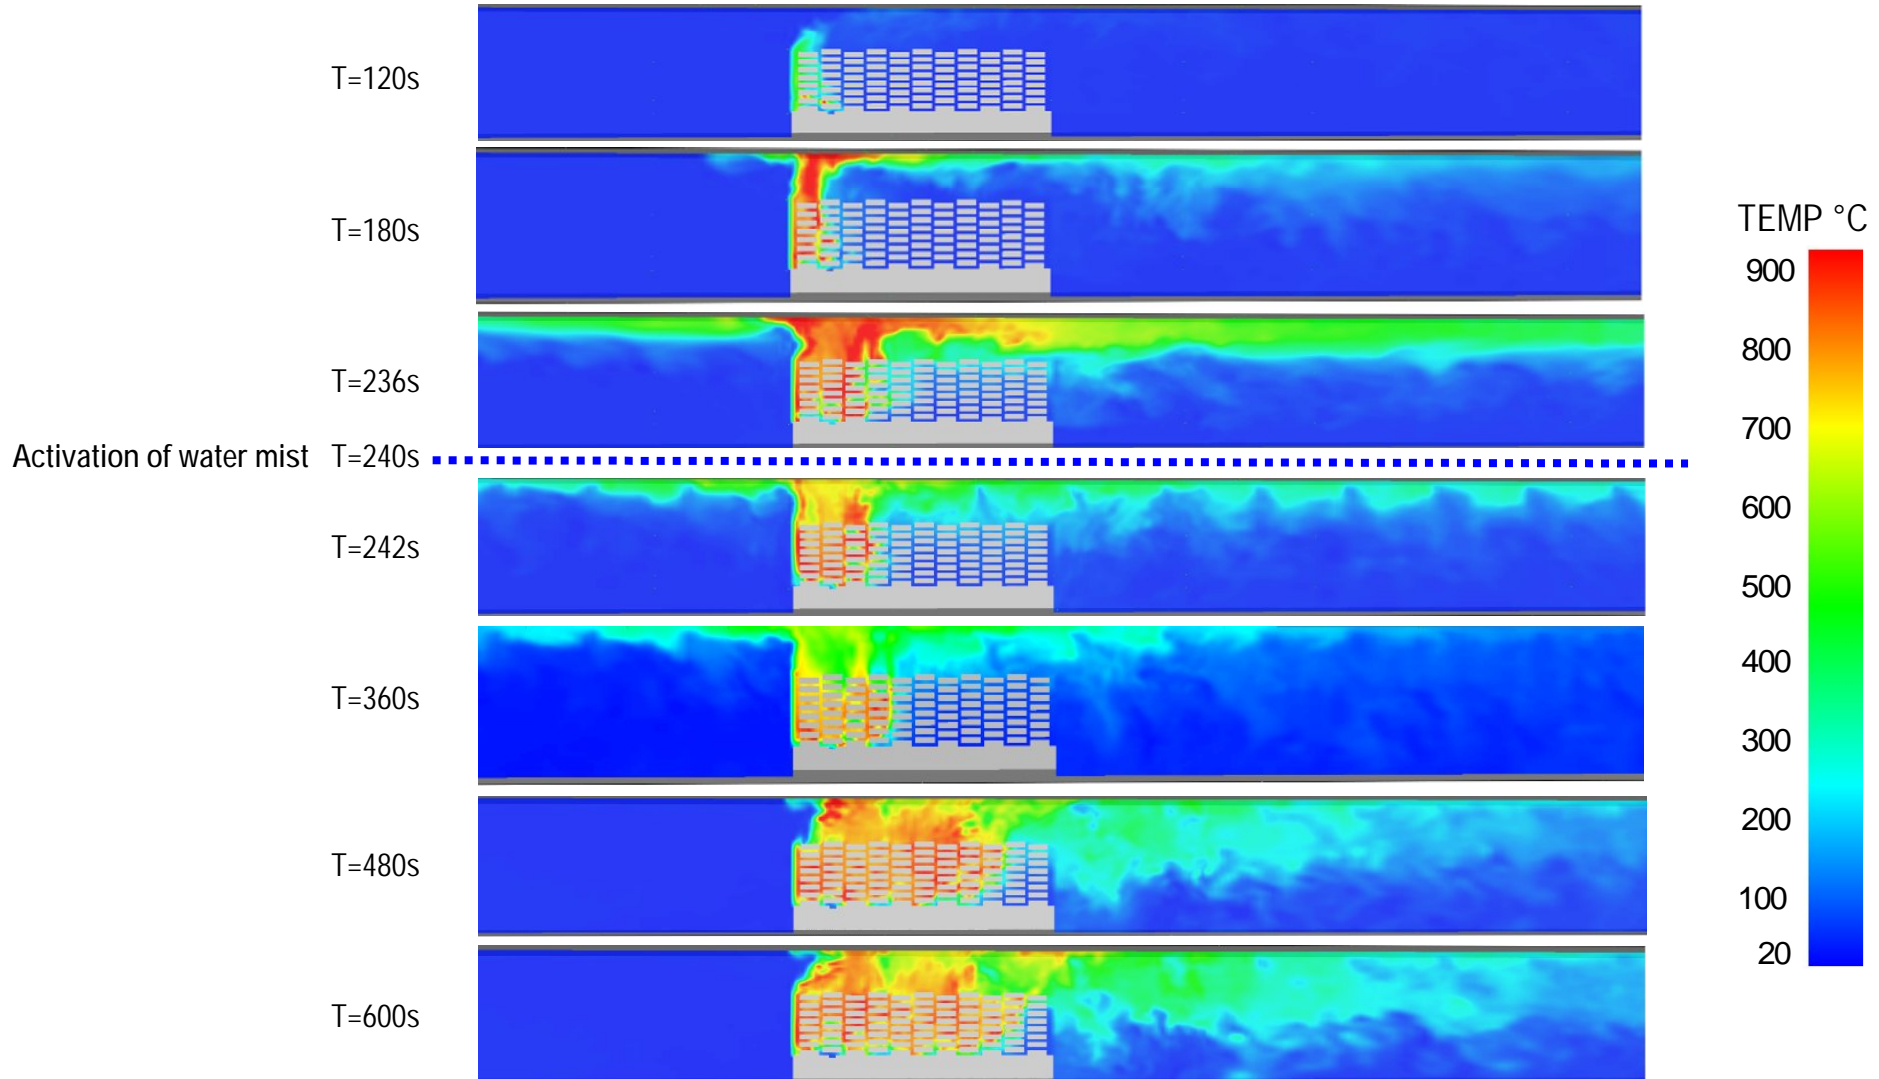 T=120s
T=180s
TEMP °C
900
800
700
600
500
400
300
200
100
20
T=236s
Activation of water mist T=240s
T=242s
T=360s
T=480s
T=600s